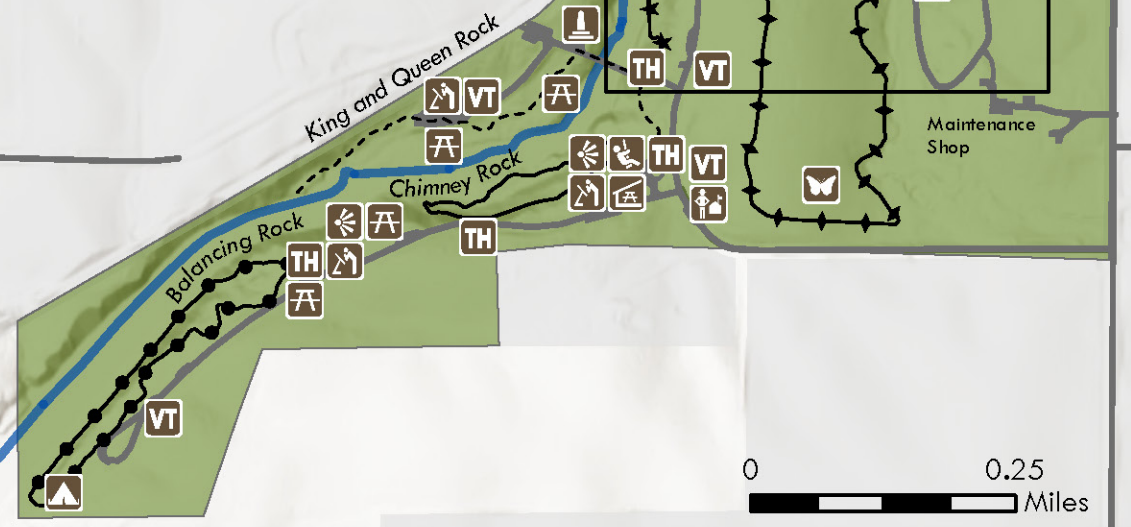 King and Queen Rock
TH
VT
VT
Maintenance
Shop
TH
VT
Chimney Rock
Balancing Rock
TH
TH
VT
0
0.25
Miles